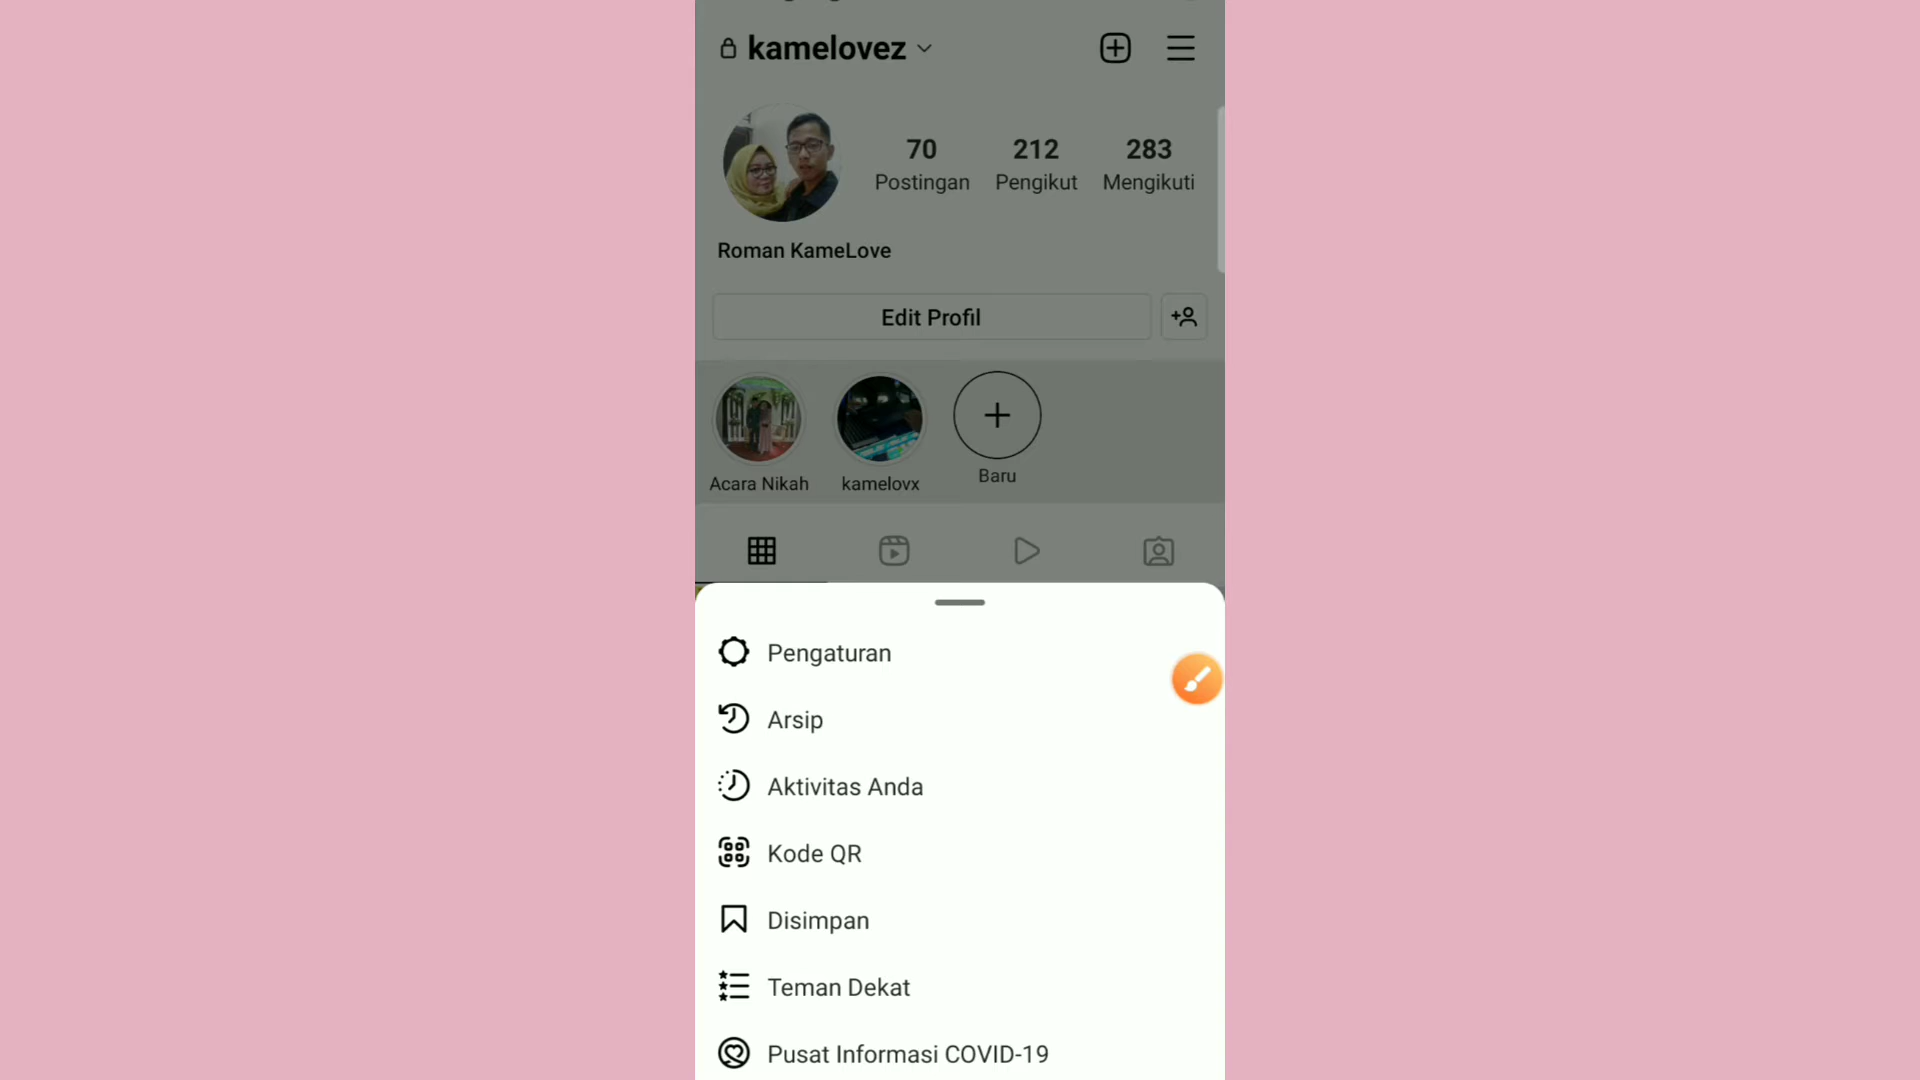 kamelovez
70 212 283
Postingan Pengikut Mengikuti
Roman KameLove
Edit Profil
Acara Nikah kamelovx Baru
Pengaturan
Arsip
Aktivitas Anda
Kode QR
Disimpan
Teman Dekat
Pusat Informasi COVID-19